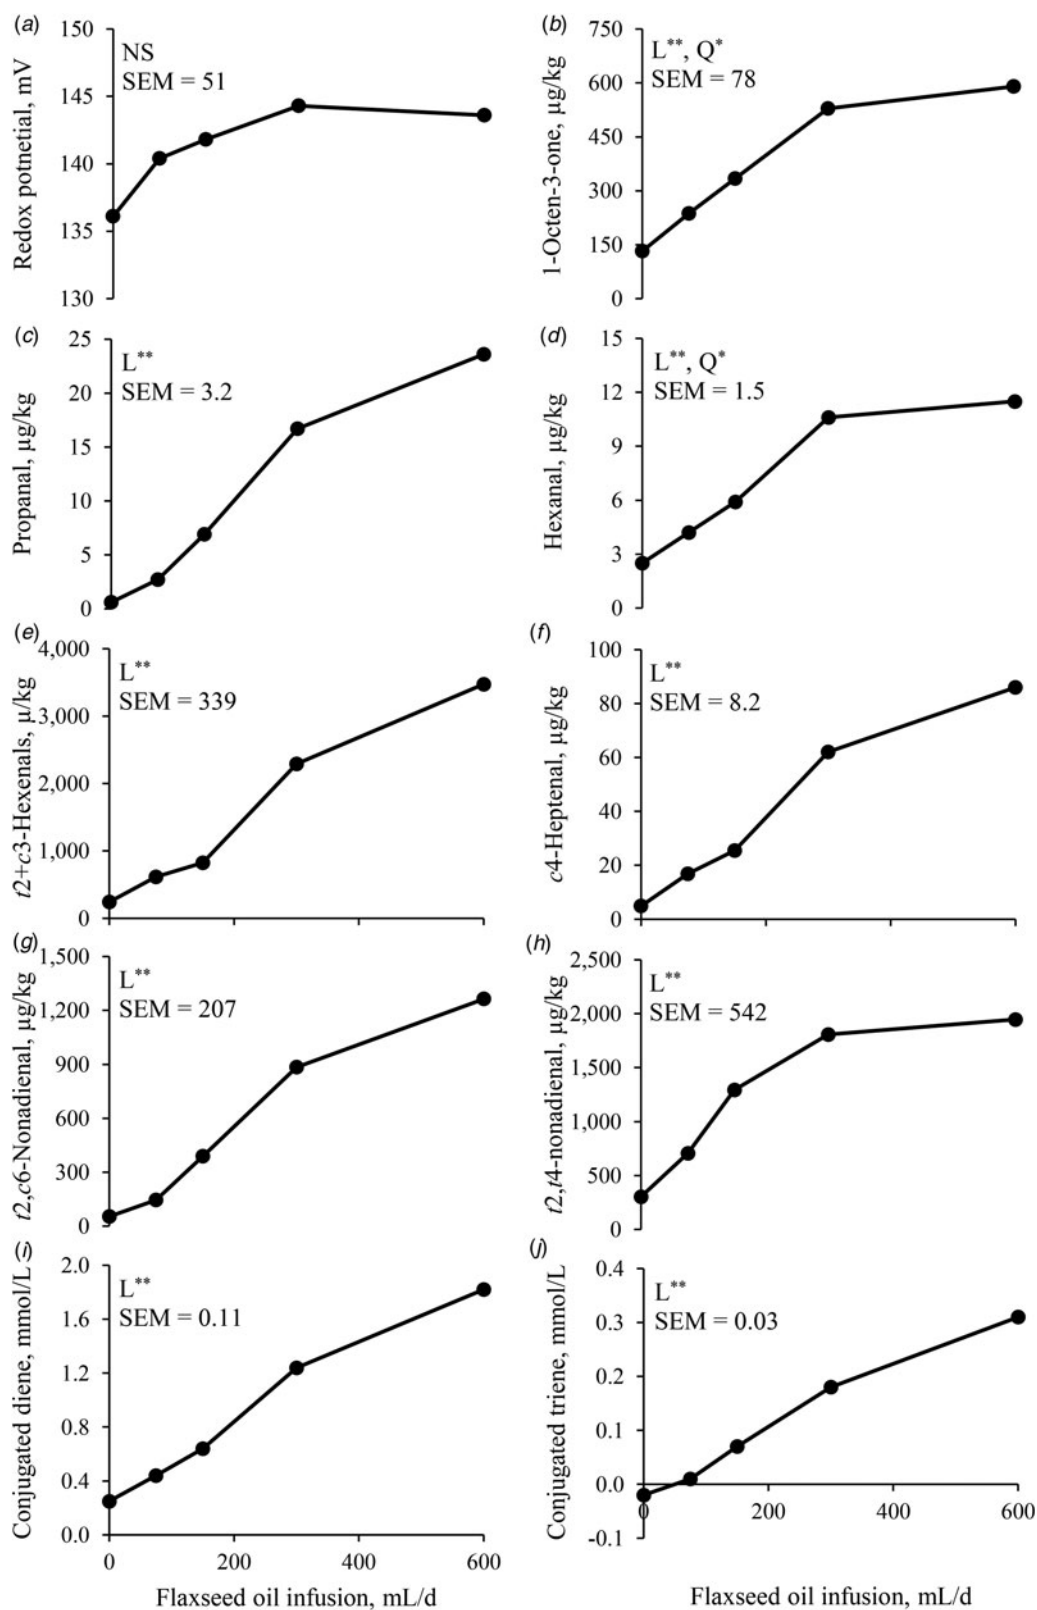 (a)
150
145
140
135
130
Redox potnetial, mV
NS
SEM = 51
(b)
750
600
450
300
150
0
1-Octen-3-one, µg/kg
L**, Q*
SEM = 78
(c)
25
20
15
10
5
0
Propanal, µg/kg
L**
SEM = 3.2
(d)
15
12
9
6
3
0
Hexanal, µg/kg
L**, Q*
SEM = 1.5
(e)
4,000
3,000
2,000
1,000
0
t2+c3-Hexenals, µ/kg
L**
SEM = 339
(f)
100
80
60
40
20
0
c4-Heptenal, µg/kg
L**
SEM = 8.2
(g)
1,500
1,200
900
600
300
0
t2,c6-Nonadienal, µg/kg
L**
SEM = 207
(h)
2,500
2,000
1,500
1,000
500
0
t2,t4-nonadienal, µg/kg
L**
SEM = 542
(i)
2.0
1.6
1.2
0.8
0.4
0.0
Conjugated diene, mmol/L
L**
SEM = 0.11
0
200
400
600
Flaxseed oil infusion, mL/d
(j)
0.4
0.3
0.2
0.1
0.0
-0.1
Conjugated triene, mmol/L
L**
SEM = 0.03
0
200
400
600
Flaxseed oil infusion, mL/d